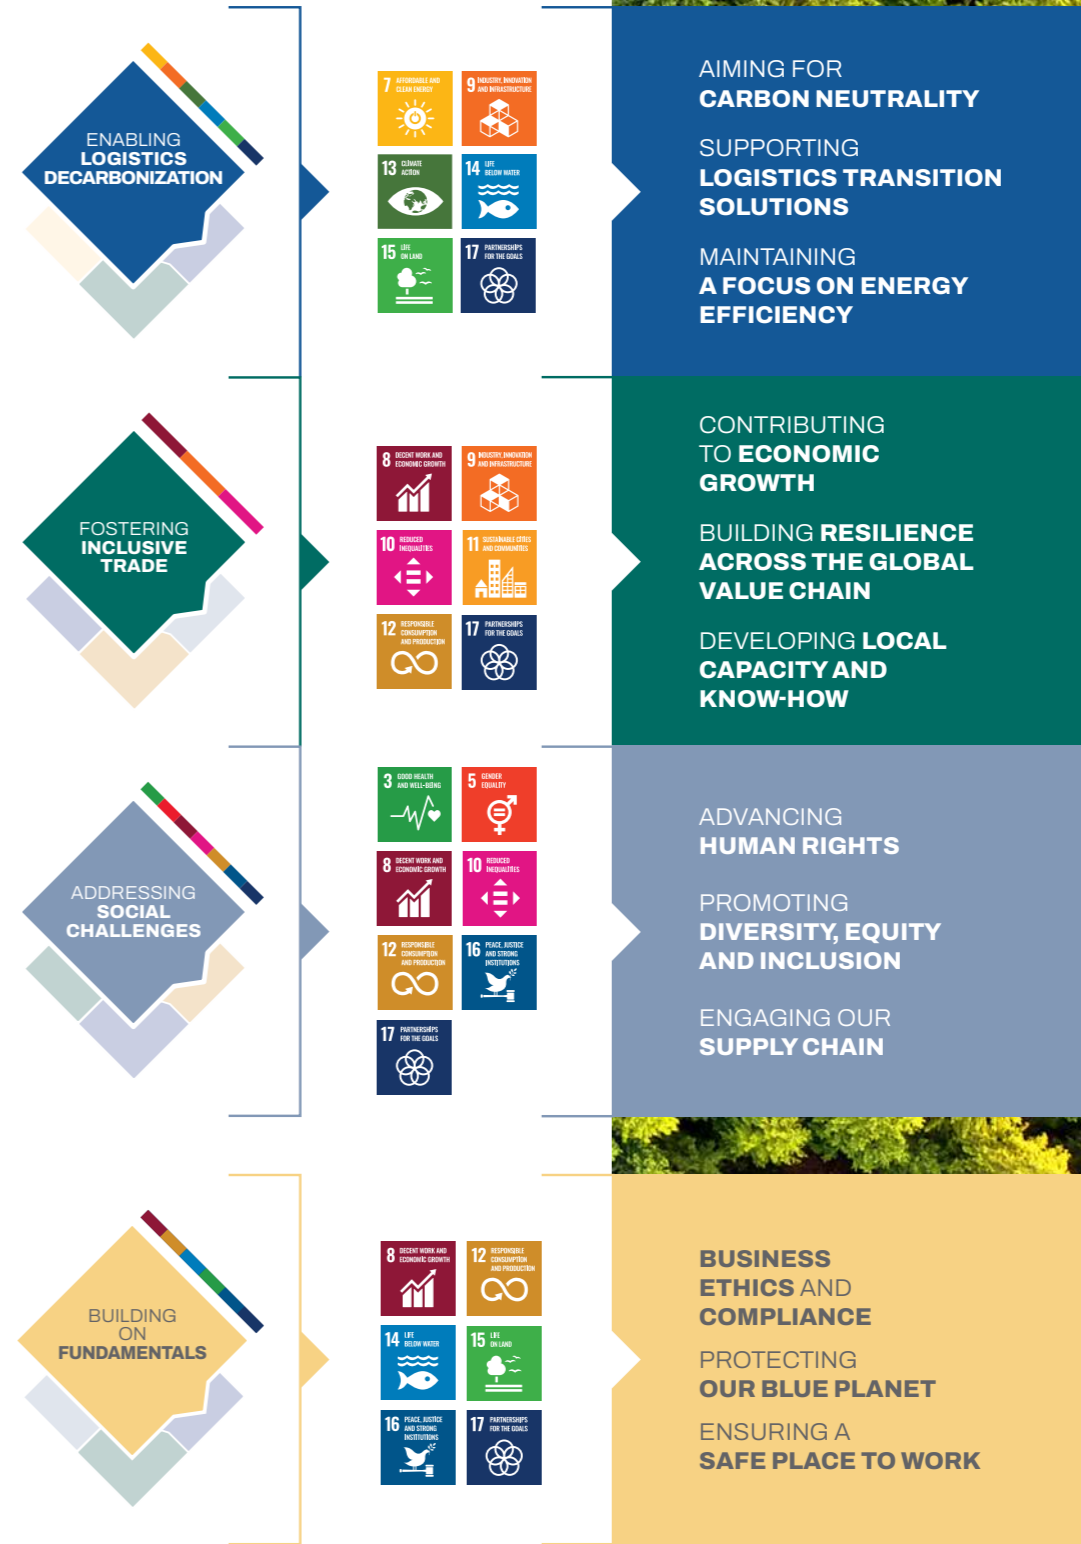 ENABLING
LOGISTICS
DECARBONIZATION
7 AFFORDABLE AND
CLEAN ENERGY
9 INDUSTRY, INNOVATION
AND INFRASTRUCTURE
13 CLIMATE
ACTION
14 LIFE
BELOW WATER
15 LIFE
ON LAND
17 PARTNERSHIPS
FOR THE GOALS
AIMING FOR
CARBON NEUTRALITY
SUPPORTING
LOGISTICS TRANSITION
SOLUTIONS
MAINTAINING
A FOCUS ON ENERGY
EFFICIENCY
FOSTERING
INCLUSIVE
TRADE
8 DECENT WORK AND
ECONOMIC GROWTH
9 INDUSTRY, INNOVATION
AND INFRASTRUCTURE
10 REDUCED
INEQUALITIES
11 SUSTAINABLE CITIES
AND COMMUNITIES
12 RESPONSIBLE
CONSUMPTION
AND PRODUCTION
17 PARTNERSHIPS
FOR THE GOALS
CONTRIBUTING
TO ECONOMIC
GROWTH
BUILDING RESILIENCE
ACROSS THE GLOBAL
VALUE CHAIN
DEVELOPING LOCAL
CAPACITY AND
KNOW-HOW
ADDRESSING
SOCIAL
CHALLENGES
3 GOOD HEALTH
AND WELL-BEING
5 GENDER
EQUALITY
8 DECENT WORK AND
ECONOMIC GROWTH
10 REDUCED
INEQUALITIES
12 RESPONSIBLE
CONSUMPTION
AND PRODUCTION
16 PEACE, JUSTICE
AND STRONG
INSTITUTIONS
17 PARTNERSHIPS
FOR THE GOALS
ADVANCING
HUMAN RIGHTS
PROMOTING
DIVERSITY, EQUITY
AND INCLUSION
ENGAGING OUR
SUPPLY CHAIN
BUILDING
ON
FUNDAMENTALS
8 DECENT WORK AND
ECONOMIC GROWTH
12 RESPONSIBLE
CONSUMPTION
AND PRODUCTION
14 LIFE
BELOW WATER
15 LIFE
ON LAND
16 PEACE, JUSTICE
AND STRONG
INSTITUTIONS
17 PARTNERSHIPS
FOR THE GOALS
BUSINESS
ETHICS AND
COMPLIANCE
PROTECTING
OUR BLUE PLANET
ENSURING A
SAFE PLACE TO WORK